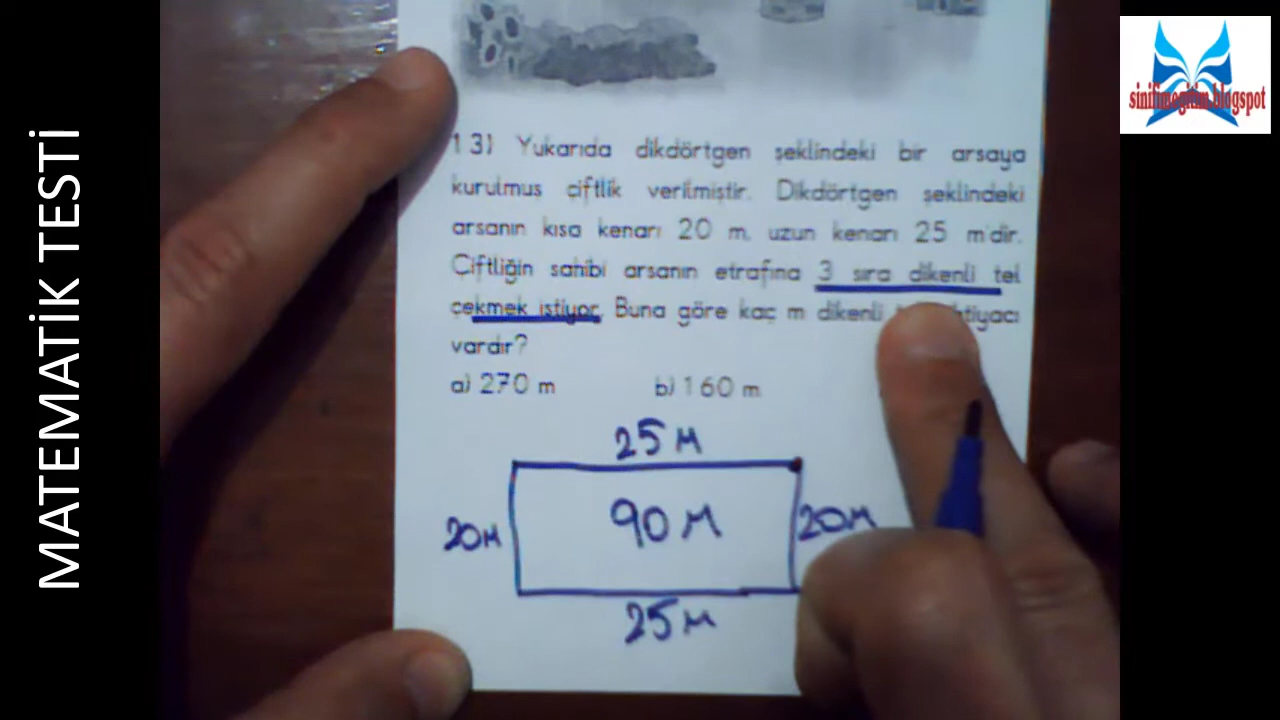 MATEMATİK TESTİ
sinifimegitim.blogspot
13) Yukarıda dikdörtgen şeklindeki bir arsaya
kurulmus çiftlik verilmiştir. Dikdörtgen şeklindeki
arsanın kısa kenarı 20 m, uzun kenarı 25 m'dir.
Çiftliğin sahibi arsanın etrafına 3 sıra dikenli tel
çekmek istiyor. Buna göre kaç m dikenli
vardır?
a) 270 m b) 160 m
25 M
20 M 90 M 20 M
25 M